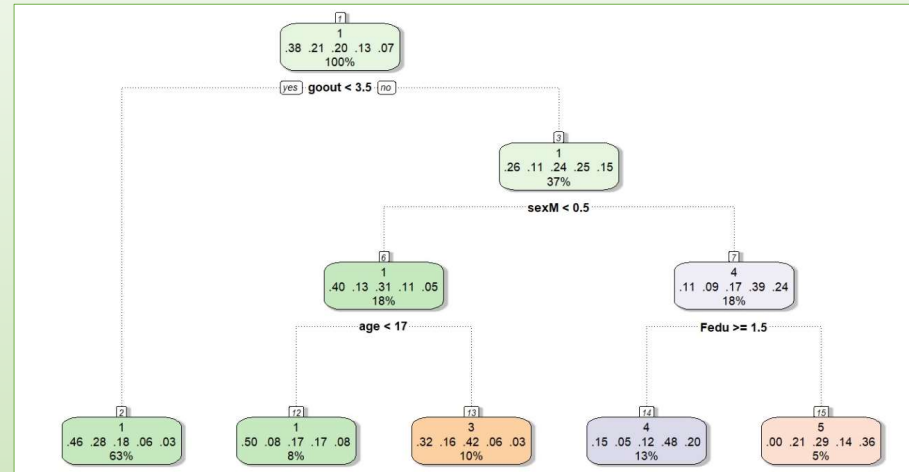 1
1
.38 .21 .20 .13 .07
100%
yes goout < 3.5 no
3
1
.26 .11 .24 .25 .15
37%
sexM < 0.5
6
1
.40 .13 .31 .11 .05
18%
7
4
.11 .09 .17 .39 .24
18%
age < 17
Fedu >= 1.5
2
1
.46 .28 .18 .06 .03
63%
12
1
.50 .08 .17 .17 .08
8%
13
3
.32 .16 .42 .06 .03
10%
14
4
.15 .05 .12 .48 .20
13%
15
5
.00 .21 .29 .14 .36
5%